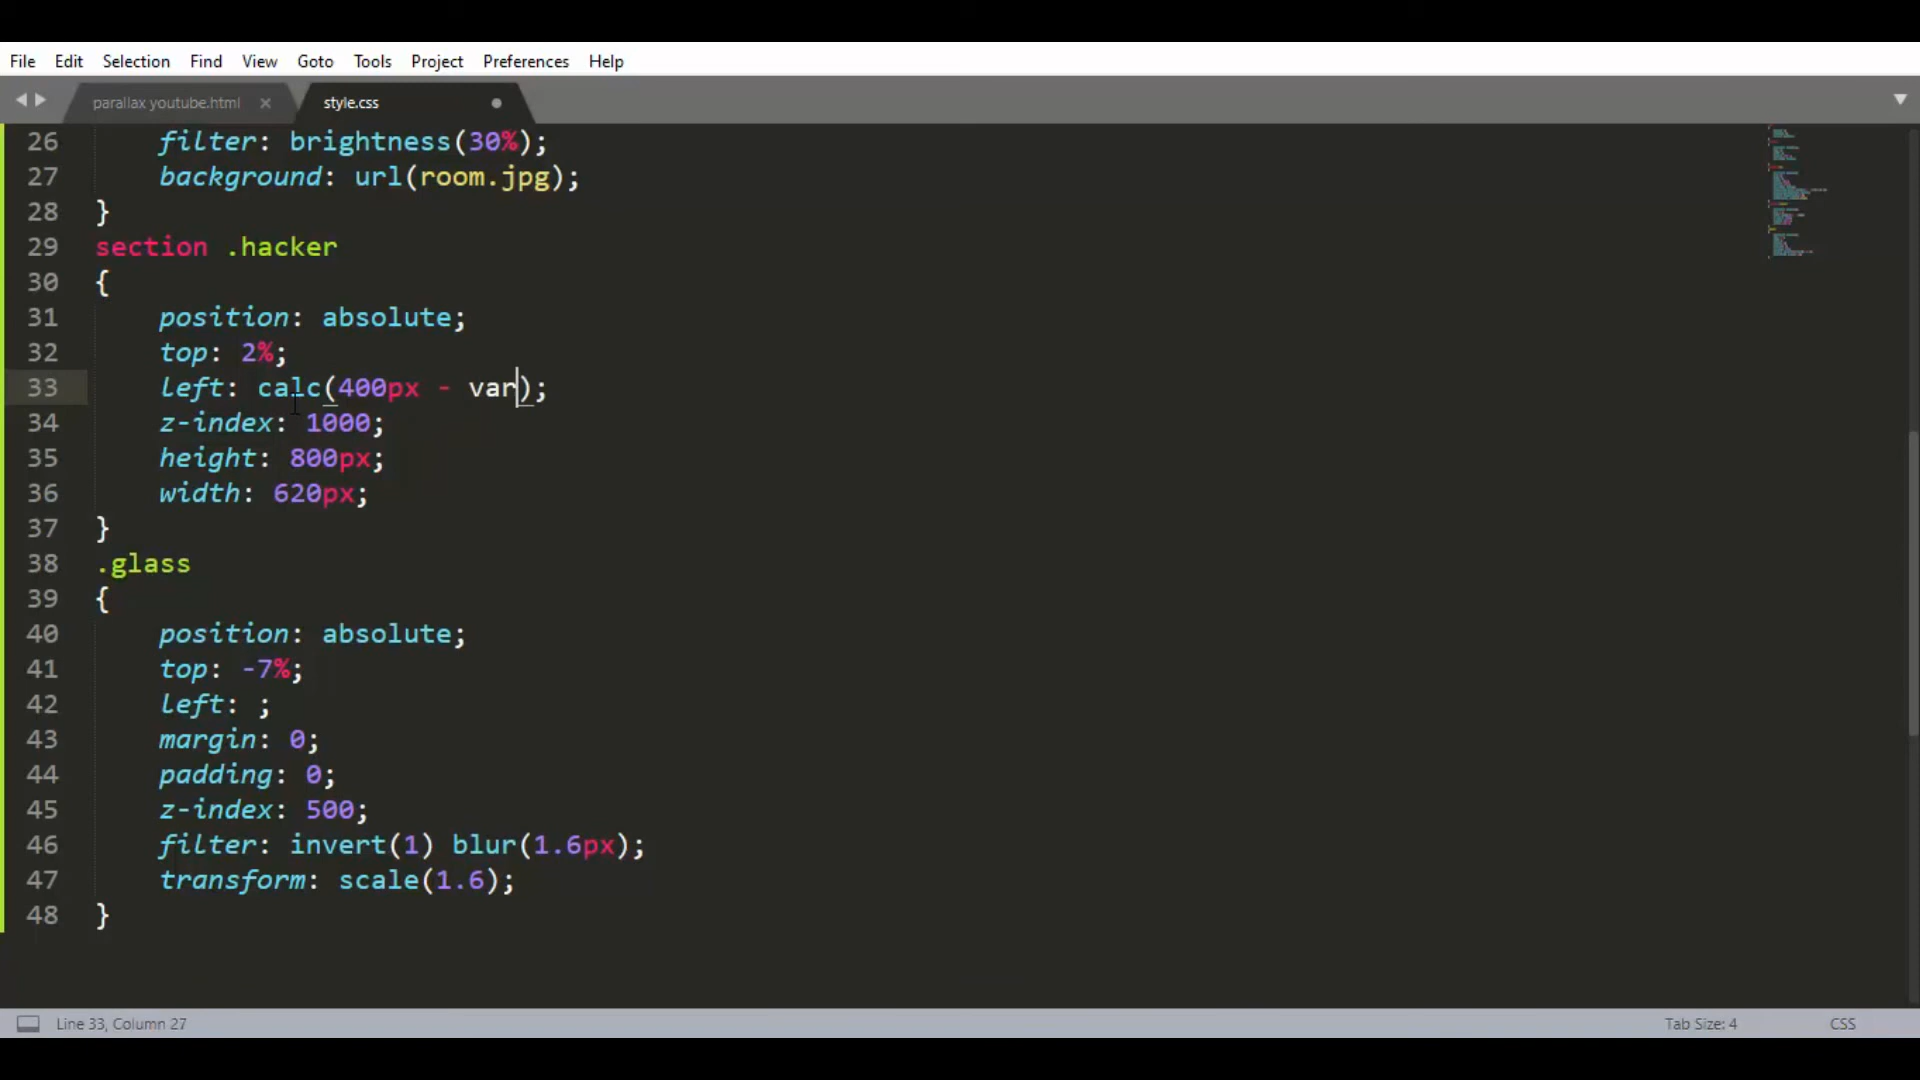 File Edit Selection Find View Goto Tools Project Preferences Help
parallax youtube.html style.css
26 filter: brightness(30%);
27 background: url(room.jpg);
28 }
29 section .hacker
30 {
31 position: absolute;
32 top: 2%;
33 left: calc(400px - var);
34 z-index: 1000;
35 height: 800px;
36 width: 620px;
37 }
38 .glass
39 {
40 position: absolute;
41 top: -7%;
42 left: ;
43 margin: 0;
44 padding: 0;
45 z-index: 500;
46 filter: invert(1) blur(1.6px);
47 transform: scale(1.6);
48 }
Line 33, Column 27 Tab Size: 4 CSS